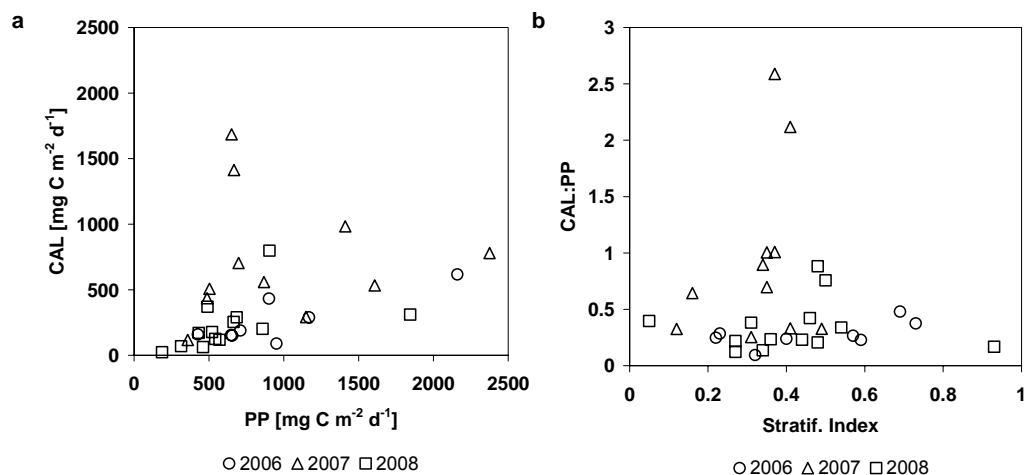 a
2500
2000
1500
1000
500
0
CAL [mg C m⁻² d⁻¹]
0 500 1000 1500 2000 2500
PP [mg C m⁻² d⁻¹]
○ 2006 △ 2007 □ 2008
b
3
2.5
2
1.5
1
0.5
0
CAL:PP
0 0.2 0.4 0.6 0.8 1
Stratif. Index
○ 2006 △ 2007 □ 2008